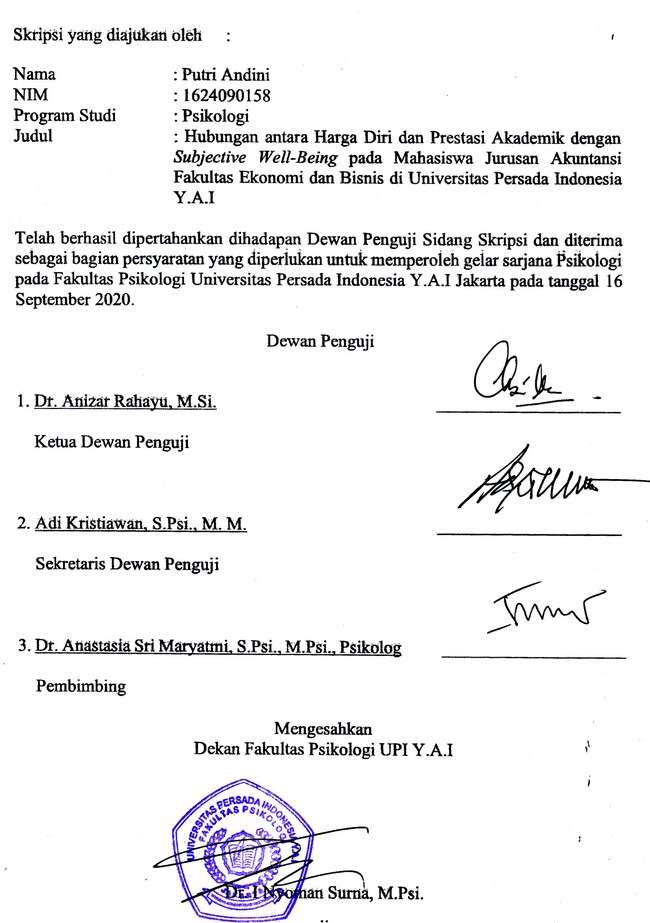 Skripsi yang diajukan oleh :
Nama : Putri Andini
NIM : 1624090158
Program Studi : Psikologi
Judul : Hubungan antara Harga Diri dan Prestasi Akademik dengan
Subjective Well-Being pada Mahasiswa Jurusan Akuntansi
Fakultas Ekonomi dan Bisnis di Universitas Persada Indonesia
Y.A.I
Telah berhasil dipertahankan dihadapan Dewan Penguji Sidang Skripsi dan diterima
sebagai bagian persyaratan yang diperlukan untuk memperoleh gelar sarjana Psikologi
pada Fakultas Psikologi Universitas Persada Indonesia Y.A.I Jakarta pada tanggal 16
September 2020.
Dewan Penguji
1. Dr. Anizar Rahayu, M.Si.
Ketua Dewan Penguji
2. Adi Kristiawan, S.Psi., M. M.
Sekretaris Dewan Penguji
3. Dr. Anastasia Sri Maryatmi, S.Psi., M.Psi., Psikolog
Pembimbing
Mengesahkan
Dekan Fakultas Psikologi UPI Y.A.I
UNIVERSITAS PERSADA INDONESIA Y.A.I
FAKULTAS PSIKOLOGI
Dr. I Nyoman Surna, M.Psi.